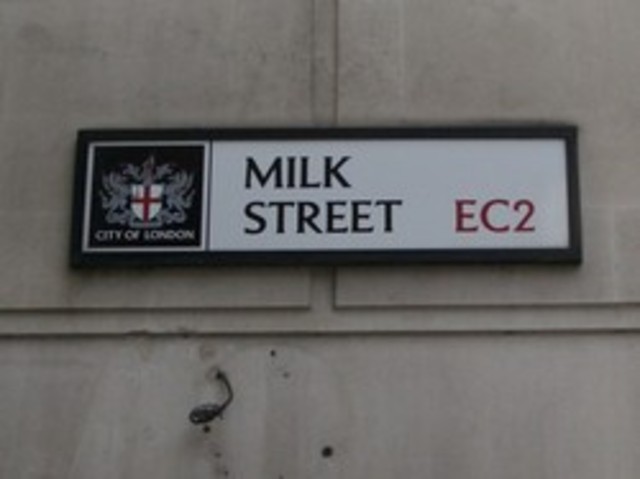 CITY OF LONDON
MILK
STREET EC2